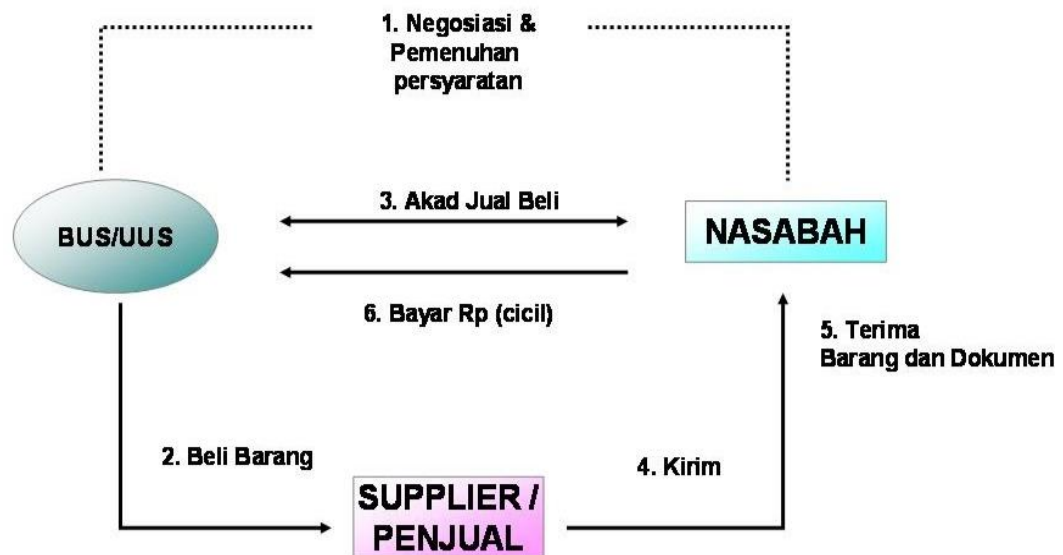 1. Negosiasi &
Pemenuhan
persyaratan
3. Akad Jual Beli
BUS/UUS
NASABAH
6. Bayar Rp (cicil)
5. Terima
Barang dan Dokumen
2. Beli Barang
4. Kirim
SUPPLIER /
PENJUAL